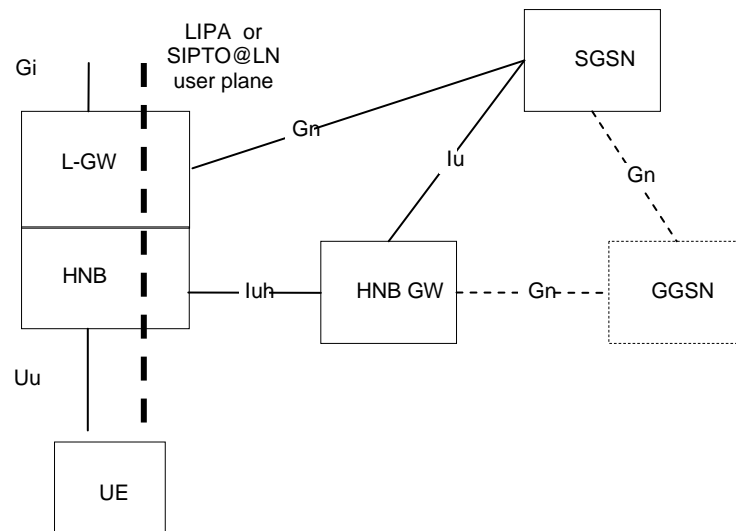 LIPA or
SIPTO@LN
user plane
Gi
SGSN
Gn
L-GW
Iu
Gn
HNB
Iuh
HNB GW
Gn
GGSN
Uu
UE